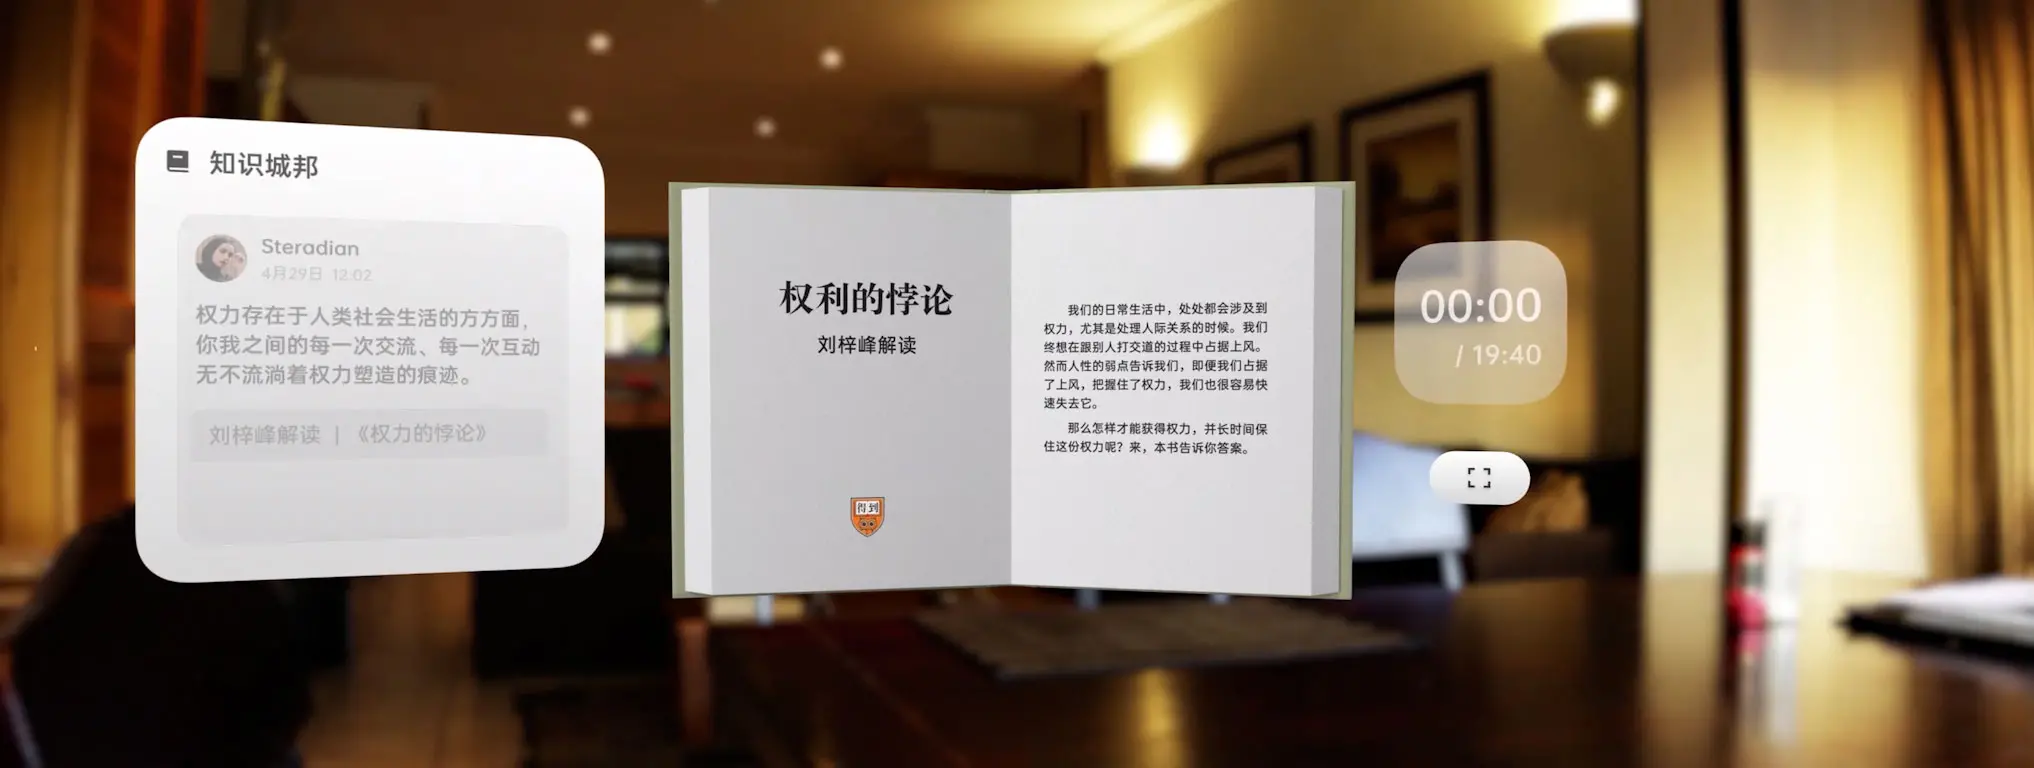 知识城邦
Steradian
4月29日 12:02
权力存在于人类社会生活的方方面，
你我之间的每一次交流、每一次互动
无不流淌着权力塑造的痕迹。
刘梓峰解读 | 《权力的悖论》
权利的悖论
刘梓峰解读
得到
我们的日常生活中，处处都会涉及到
权力，尤其是处理人际关系的时候。我们
终想在跟别人打交道的过程中占据上风。
然而人性的弱点告诉我们，即便我们占据
了上风，把握住了权力，我们也很容易快
速失去它。
那么怎样才能获得权力，并长时间保
住这份权力呢？来，本书告诉你答案。
00:00
/ 19:40